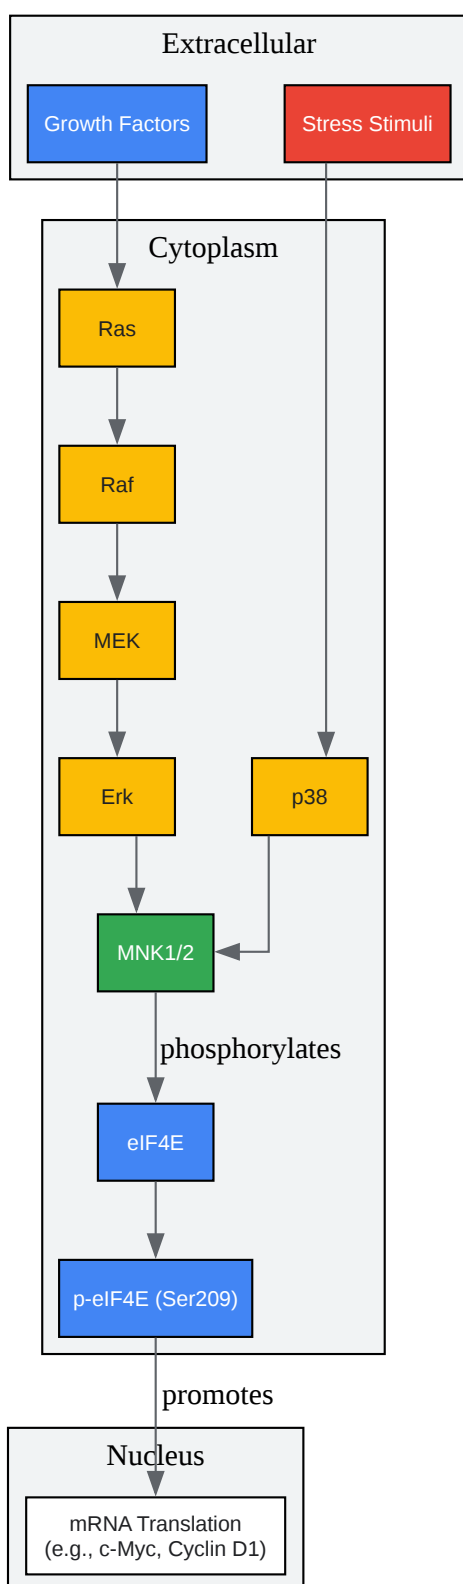 Extracellular
Growth Factors
Stress Stimuli
Cytoplasm
Ras
Raf
MEK
Erk
p38
MNK1/2
phosphorylates
eIF4E
p-eIF4E (Ser209)
promotes
Nucleus
mRNA Translation
(e.g., c-Myc, Cyclin D1)